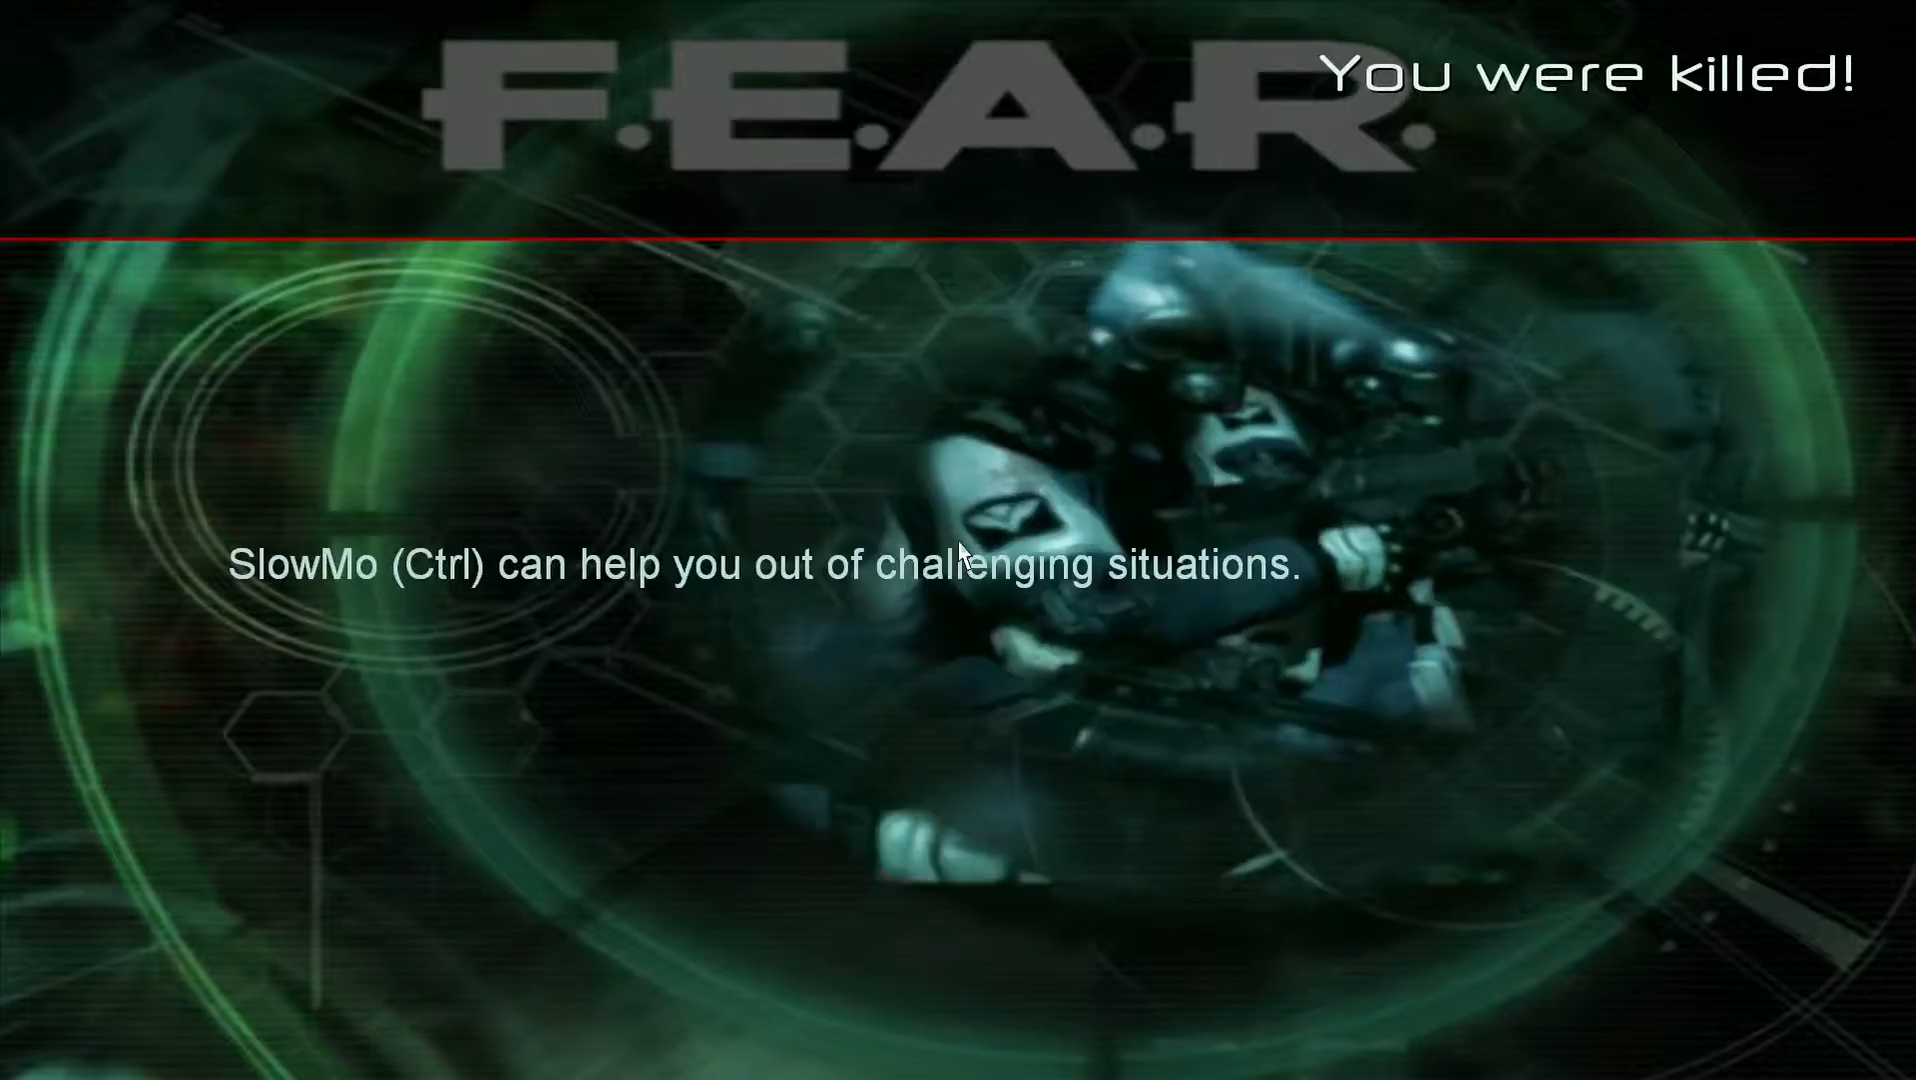 F.E.A.R.
You were killed!
SlowMo (Ctrl) can help you out of challenging situations.